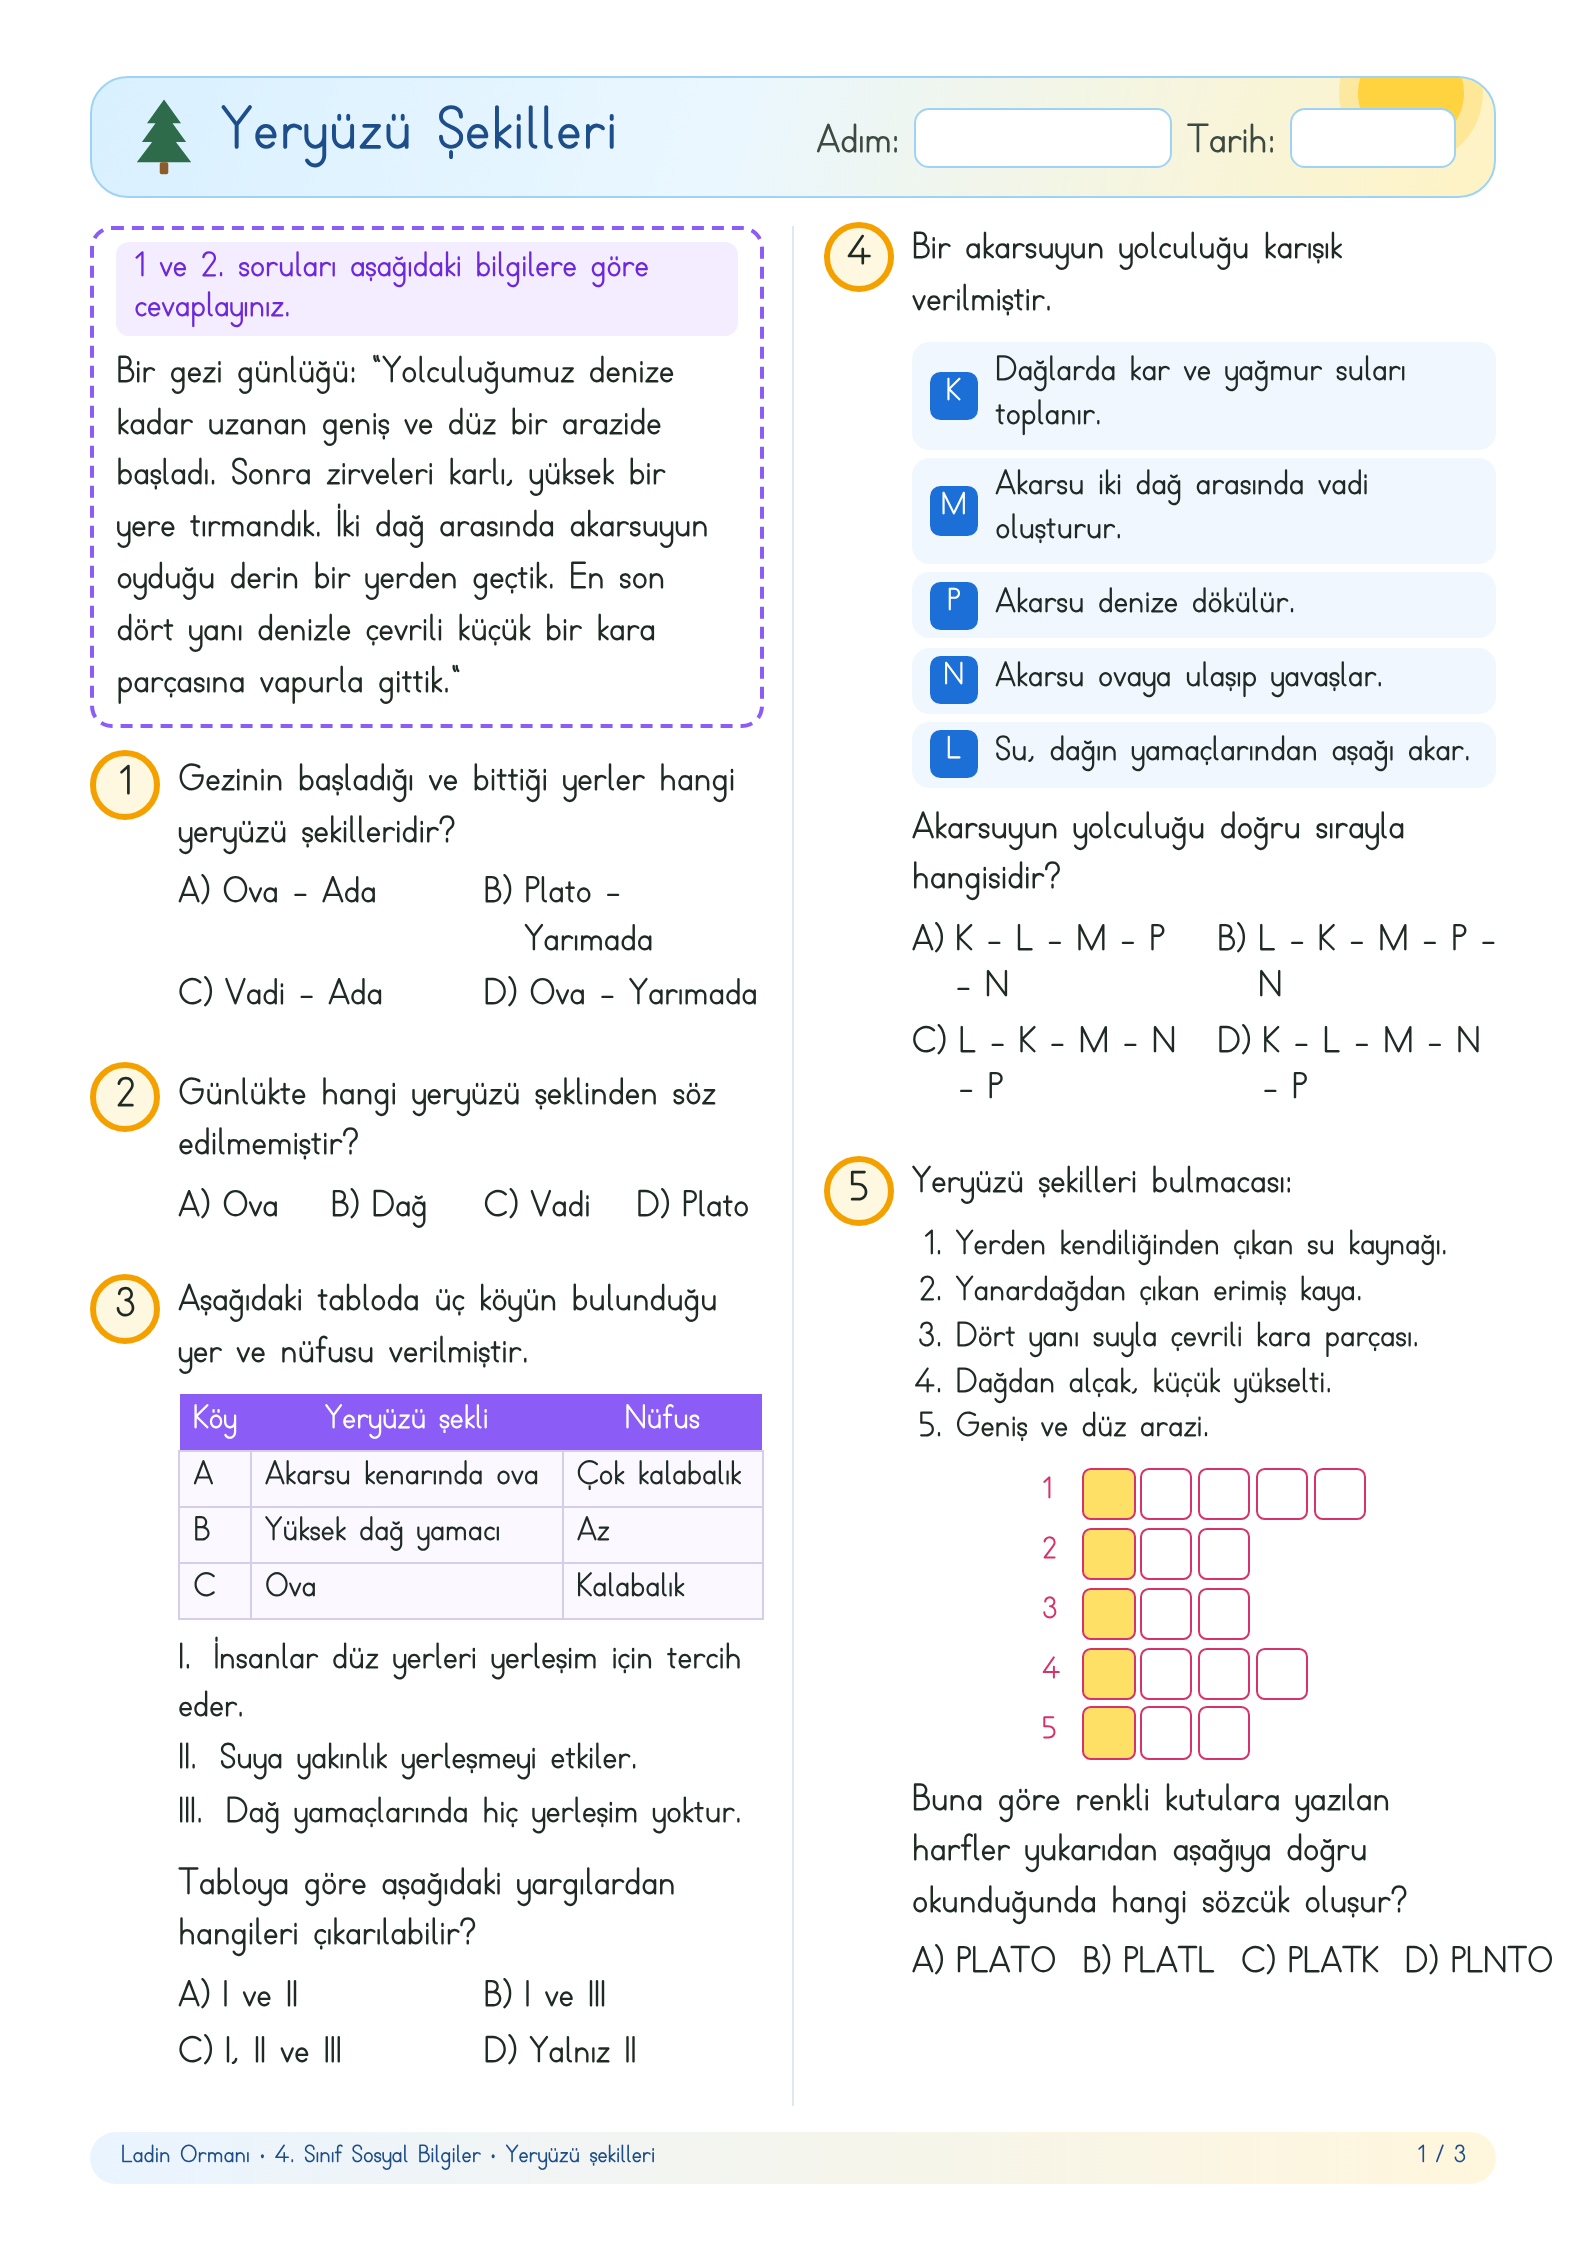 Yeryüzü Şekilleri
Adım:
Tarih:
1 ve 2. soruları aşağıdaki bilgilere göre
cevaplayınız.
Bir gezi günlüğü: “Yolculuğumuz denize
kadar uzanan geniş ve düz bir arazide
başladı. Sonra zirveleri karlı, yüksek bir
yere tırmandık. İki dağ arasında akarsuyun
oyduğu derin bir yerden geçtik. En son
dört yanı denizle çevrili küçük bir kara
parçasına vapurla gittik.“
1
Gezinin başladığı ve bittiği yerler hangi
yeryüzü şekilleridir?
A) Ova – Ada
B) Plato –
Yarımada
C) Vadi – Ada
D) Ova – Yarımada
2
Günlükte hangi yeryüzü şeklinden söz
edilmemiştir?
A) Ova B) Dağ C) Vadi D) Plato
3
Aşağıdaki tabloda üç köyün bulunduğu
yer ve nüfusu verilmiştir.
Köy Yeryüzü şekli Nüfus
A Akarsu kenarında ova Çok kalabalık
B Yüksek dağ yamacı Az
C Ova Kalabalık
I. İnsanlar düz yerleri yerleşim için tercih
eder.
II. Suya yakınlık yerleşmeyi etkiler.
III. Dağ yamaçlarında hiç yerleşim yoktur.
Tabloya göre aşağıdaki yargılardan
hangileri çıkarılabilir?
A) I ve II B) I ve III
C) I, II ve III D) Yalnız II
4
Bir akarsuyun yolculuğu karışık
verilmiştir.
K
Dağlarda kar ve yağmur suları
toplanır.
M
Akarsu iki dağ arasında vadi
oluşturur.
P Akarsu denize dökülür.
N Akarsu ovaya ulaşıp yavaşlar.
L Su, dağın yamaçlarından aşağı akar.
Akarsuyun yolculuğu doğru sırayla
hangisidir?
A) K – L – M – P
– N
B) L – K – M – P –
N
C) L – K – M – N
– P
D) K – L – M – N
– P
5
Yeryüzü şekilleri bulmacası:
1. Yerden kendiliğinden çıkan su kaynağı.
2. Yanardağdan çıkan erimiş kaya.
3. Dört yanı suyla çevrili kara parçası.
4. Dağdan alçak, küçük yükselti.
5. Geniş ve düz arazi.
1
2
3
4
5
Buna göre renkli kutulara yazılan
harfler yukarıdan aşağıya doğru
okunduğunda hangi sözcük oluşur?
A) PLATO B) PLATL C) PLATK D) PLNTO
Ladin Ormanı • 4. Sınıf Sosyal Bilgiler • Yeryüzü şekilleri
1 / 3